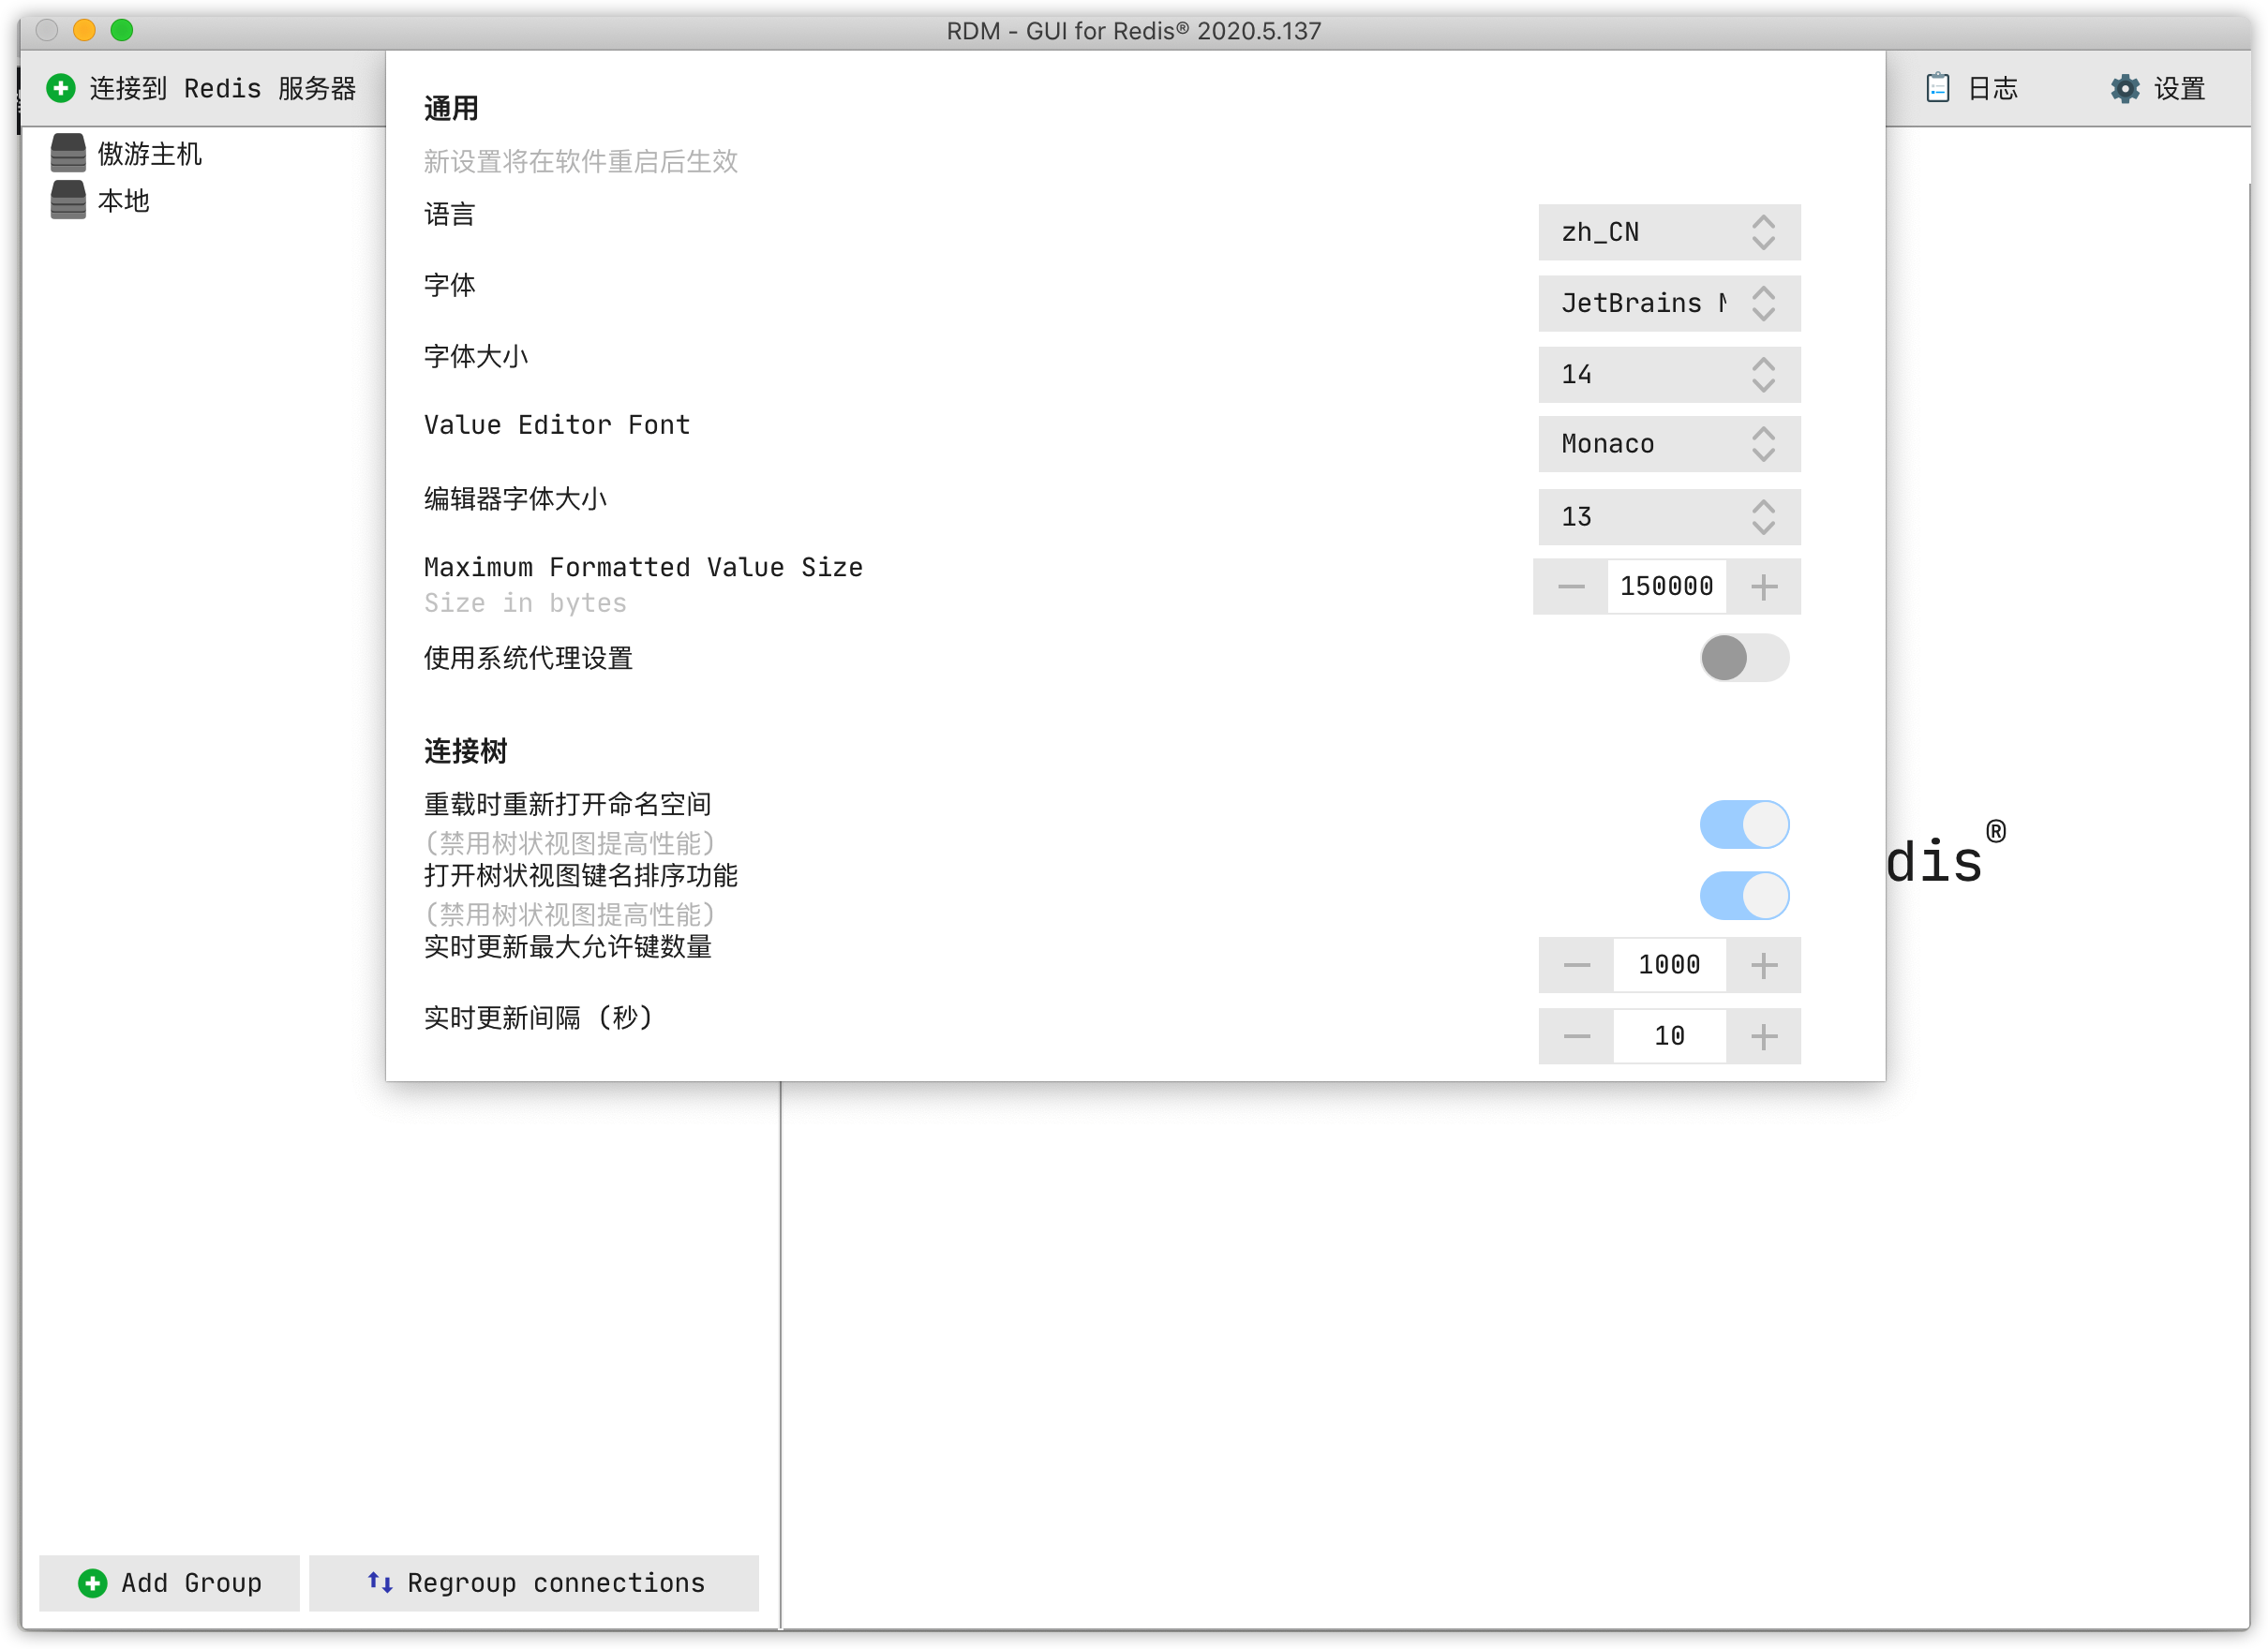 RDM - GUI for Redis® 2020.5.137
连接到 Redis 服务器
日志
设置
傲游主机
本地
通用
新设置将在软件重启后生效
语言
zh_CN
字体
JetBrains
字体大小
14
Value Editor Font
Monaco
编辑器字体大小
13
Maximum Formatted Value Size
Size in bytes
150000
使用系统代理设置
连接树
重载时重新打开命名空间
(禁用树状视图提高性能)
打开树状视图键名排序功能
(禁用树状视图提高性能)
实时更新最大允许键数量
1000
实时更新间隔 (秒)
10
dis®
Add Group
Regroup connections